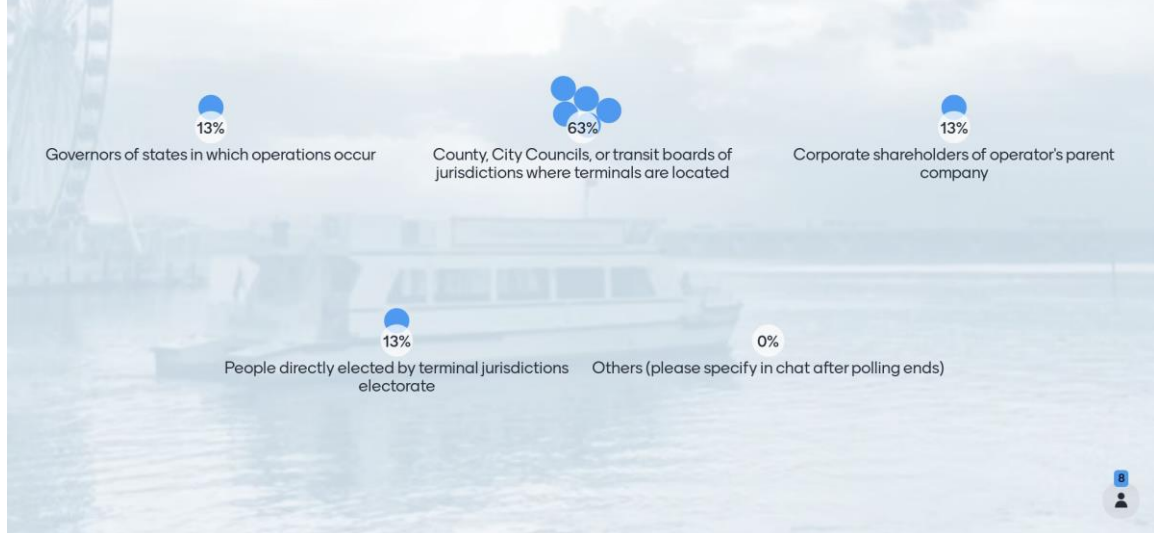 13%
Governors of states in which operations occur
63%
County, City Councils, or transit boards of
jurisdictions where terminals are located
13%
Corporate shareholders of operator's parent
company
13%
People directly elected by terminal jurisdictions
electorate
0%
Others (please specify in chat after polling ends)
8